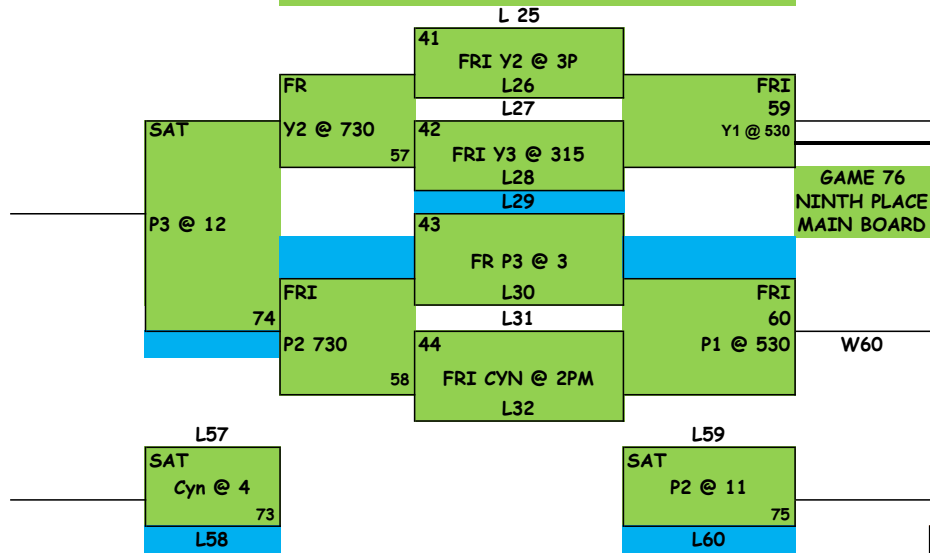 L 25
41
FRI Y2 @ 3P
L26
FR
Y2 @ 730
57
FRI
59
Y1 @ 530
L27
42
FRI Y3 @ 315
L28
SAT
P3 @ 12
74
GAME 76
NINTH PLACE
MAIN BOARD
L29
43
FR P3 @ 3
L30
FRI
P2 730
58
FRI
60
P1 @ 530
W60
L31
44
FRI CYN @ 2PM
L32
L57
SAT
Cyn @ 4
73
L58
L59
SAT
P2 @ 11
75
L60